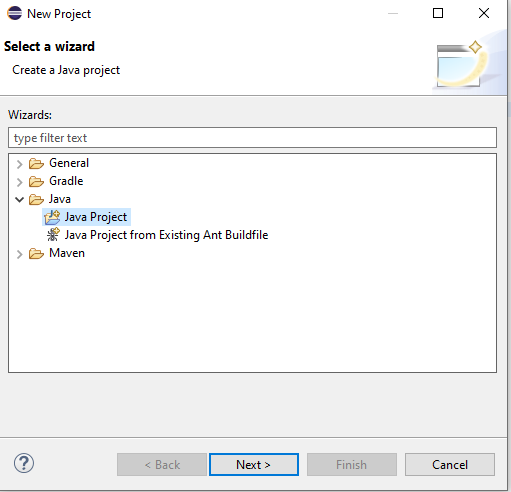 New Project
Select a wizard
Create a Java project
Wizards:
type filter text
General
Gradle
Java
Java Project
Java Project from Existing Ant Buildfile
Maven
?
< Back
Next >
Finish
Cancel